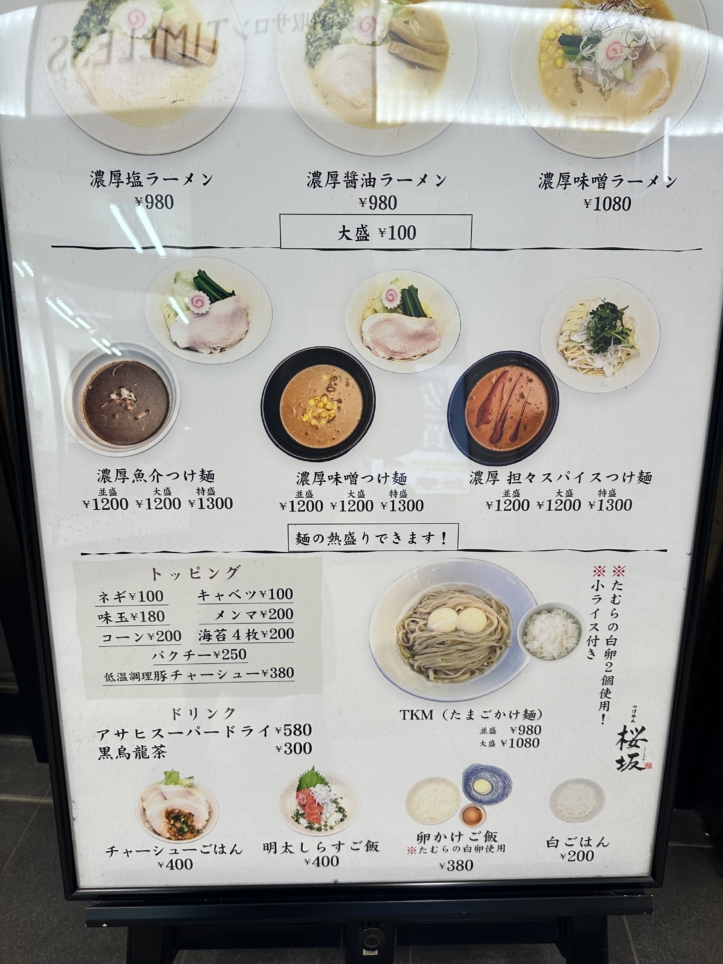 TIMELESS
濃厚塩ラーメン
¥980
濃厚醤油ラーメン
¥980
濃厚味噌ラーメン
¥1080
大盛 ¥100
濃厚魚介つけ麺
並盛 大盛 特盛
¥1200 ¥1200 ¥1300
濃厚味噌つけ麺
並盛 大盛 特盛
¥1200 ¥1200 ¥1300
濃厚 担々スパイスつけ麺
並盛 大盛 特盛
¥1200 ¥1200 ¥1300
麺の熱盛りできます!
トッピング
ネギ¥100 キャベツ¥100
味玉¥180 メンマ¥200
コーン¥200 海苔4枚¥200
パクチー¥250
低温調理豚チャーシュー¥380
ドリンク
アサヒスーパードライ¥580
黒烏龍茶 ¥300
※たむらの白卵2個使用!
※小ライス付き
TKM(たまごかけ麺)
並盛 ¥980
大盛 ¥1080
つけめん
桜坂
チャーシューごはん
¥400
明太しらすご飯
¥400
卵かけご飯
※たむらの白卵使用
¥380
白ごはん
¥200